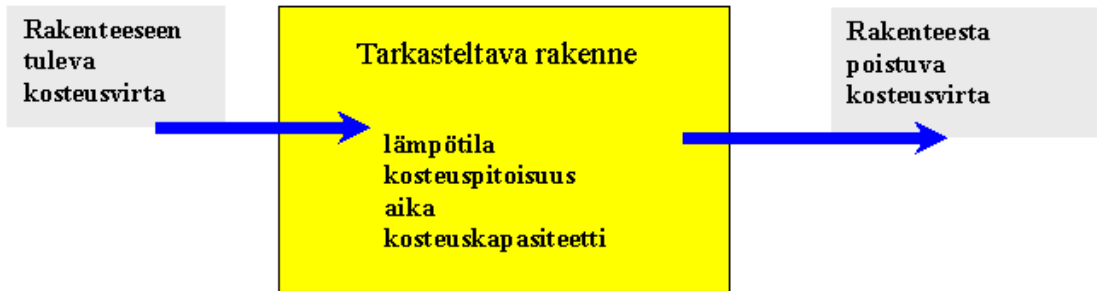 Rakenteeseen
tuleva
kosteusvirta
Tarkasteltava rakenne
lämpötila
kosteuspitoisuus
aika
kosteuskapasiteetti
Rakenteesta
poistuva
kosteusvirta